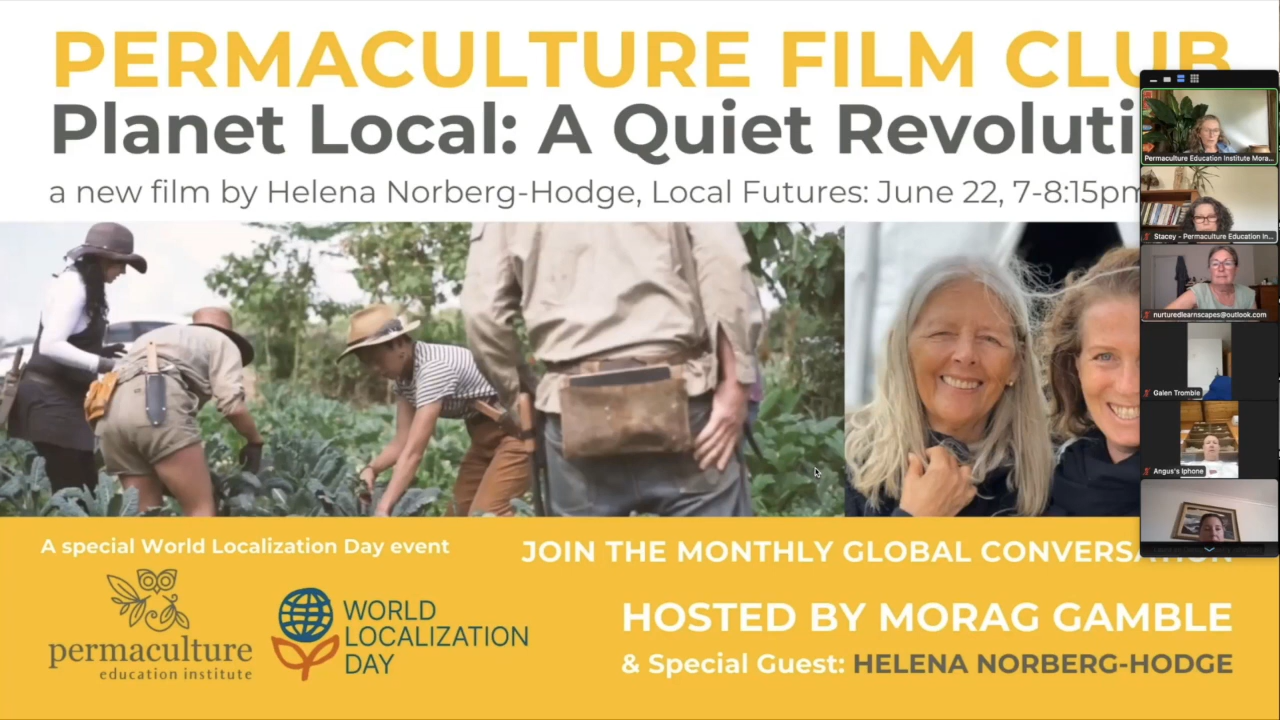 PERMACULTURE FILM CLUB
Planet Local: A Quiet Revoluti
a new film by Helena Norberg-Hodge, Local Futures: June 22, 7-8:15pm
A special World Localization Day event
permaculture
education institute
WORLD
LOCALIZATION
DAY
JOIN THE MONTHLY GLOBAL CONVERSATION
HOSTED BY MORAG GAMBLE
& Special Guest: HELENA NORBERG-HODGE
Permaculture Education Institute Mora...
Stacey - Permaculture Education In...
nurturedlearnscapes@outlook.com
Galen Tromble
Angus's Iphone